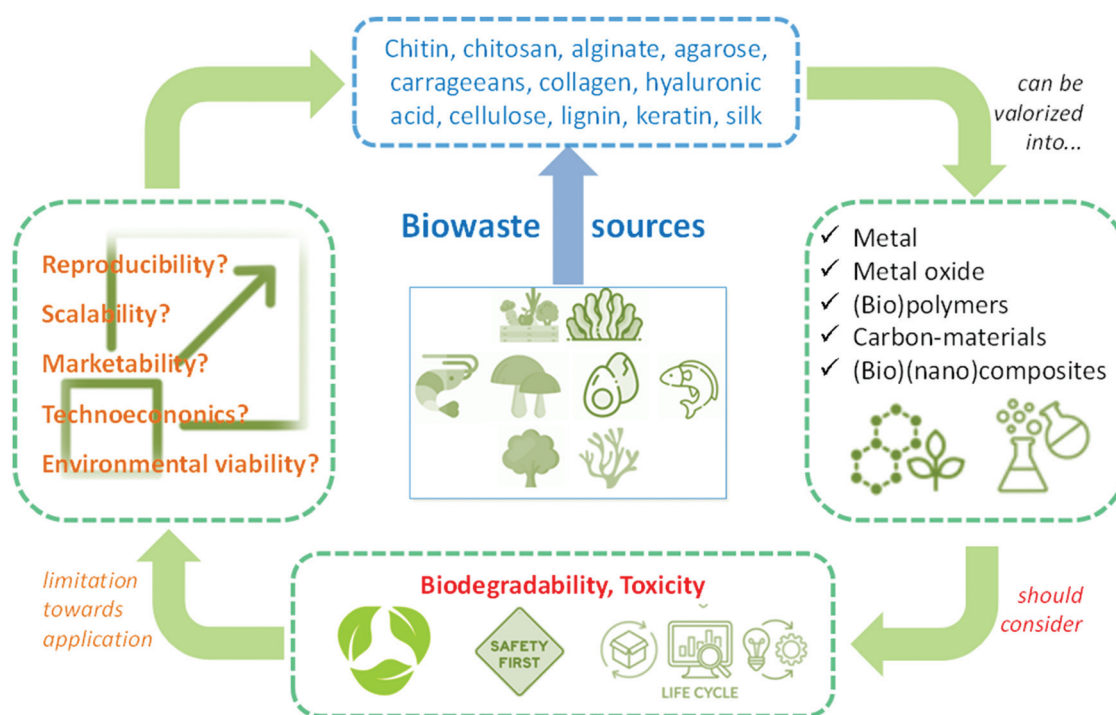 Chitin, chitosan, alginate, agarose,
carrageeans, collagen, hyaluronic
acid, cellulose, lignin, keratin, silk
can be
valorized
into...
Biowaste sources
Reproducibility?
Scalability?
Marketability?
Technoecononics?
Environmental viability?
✓ Metal
✓ Metal oxide
✓ (Bio)polymers
✓ Carbon-materials
✓ (Bio)(nano)composites
limitation
towards
application
Biodegradability, Toxicity
SAFETY
FIRST
LIFE CYCLE
should
consider